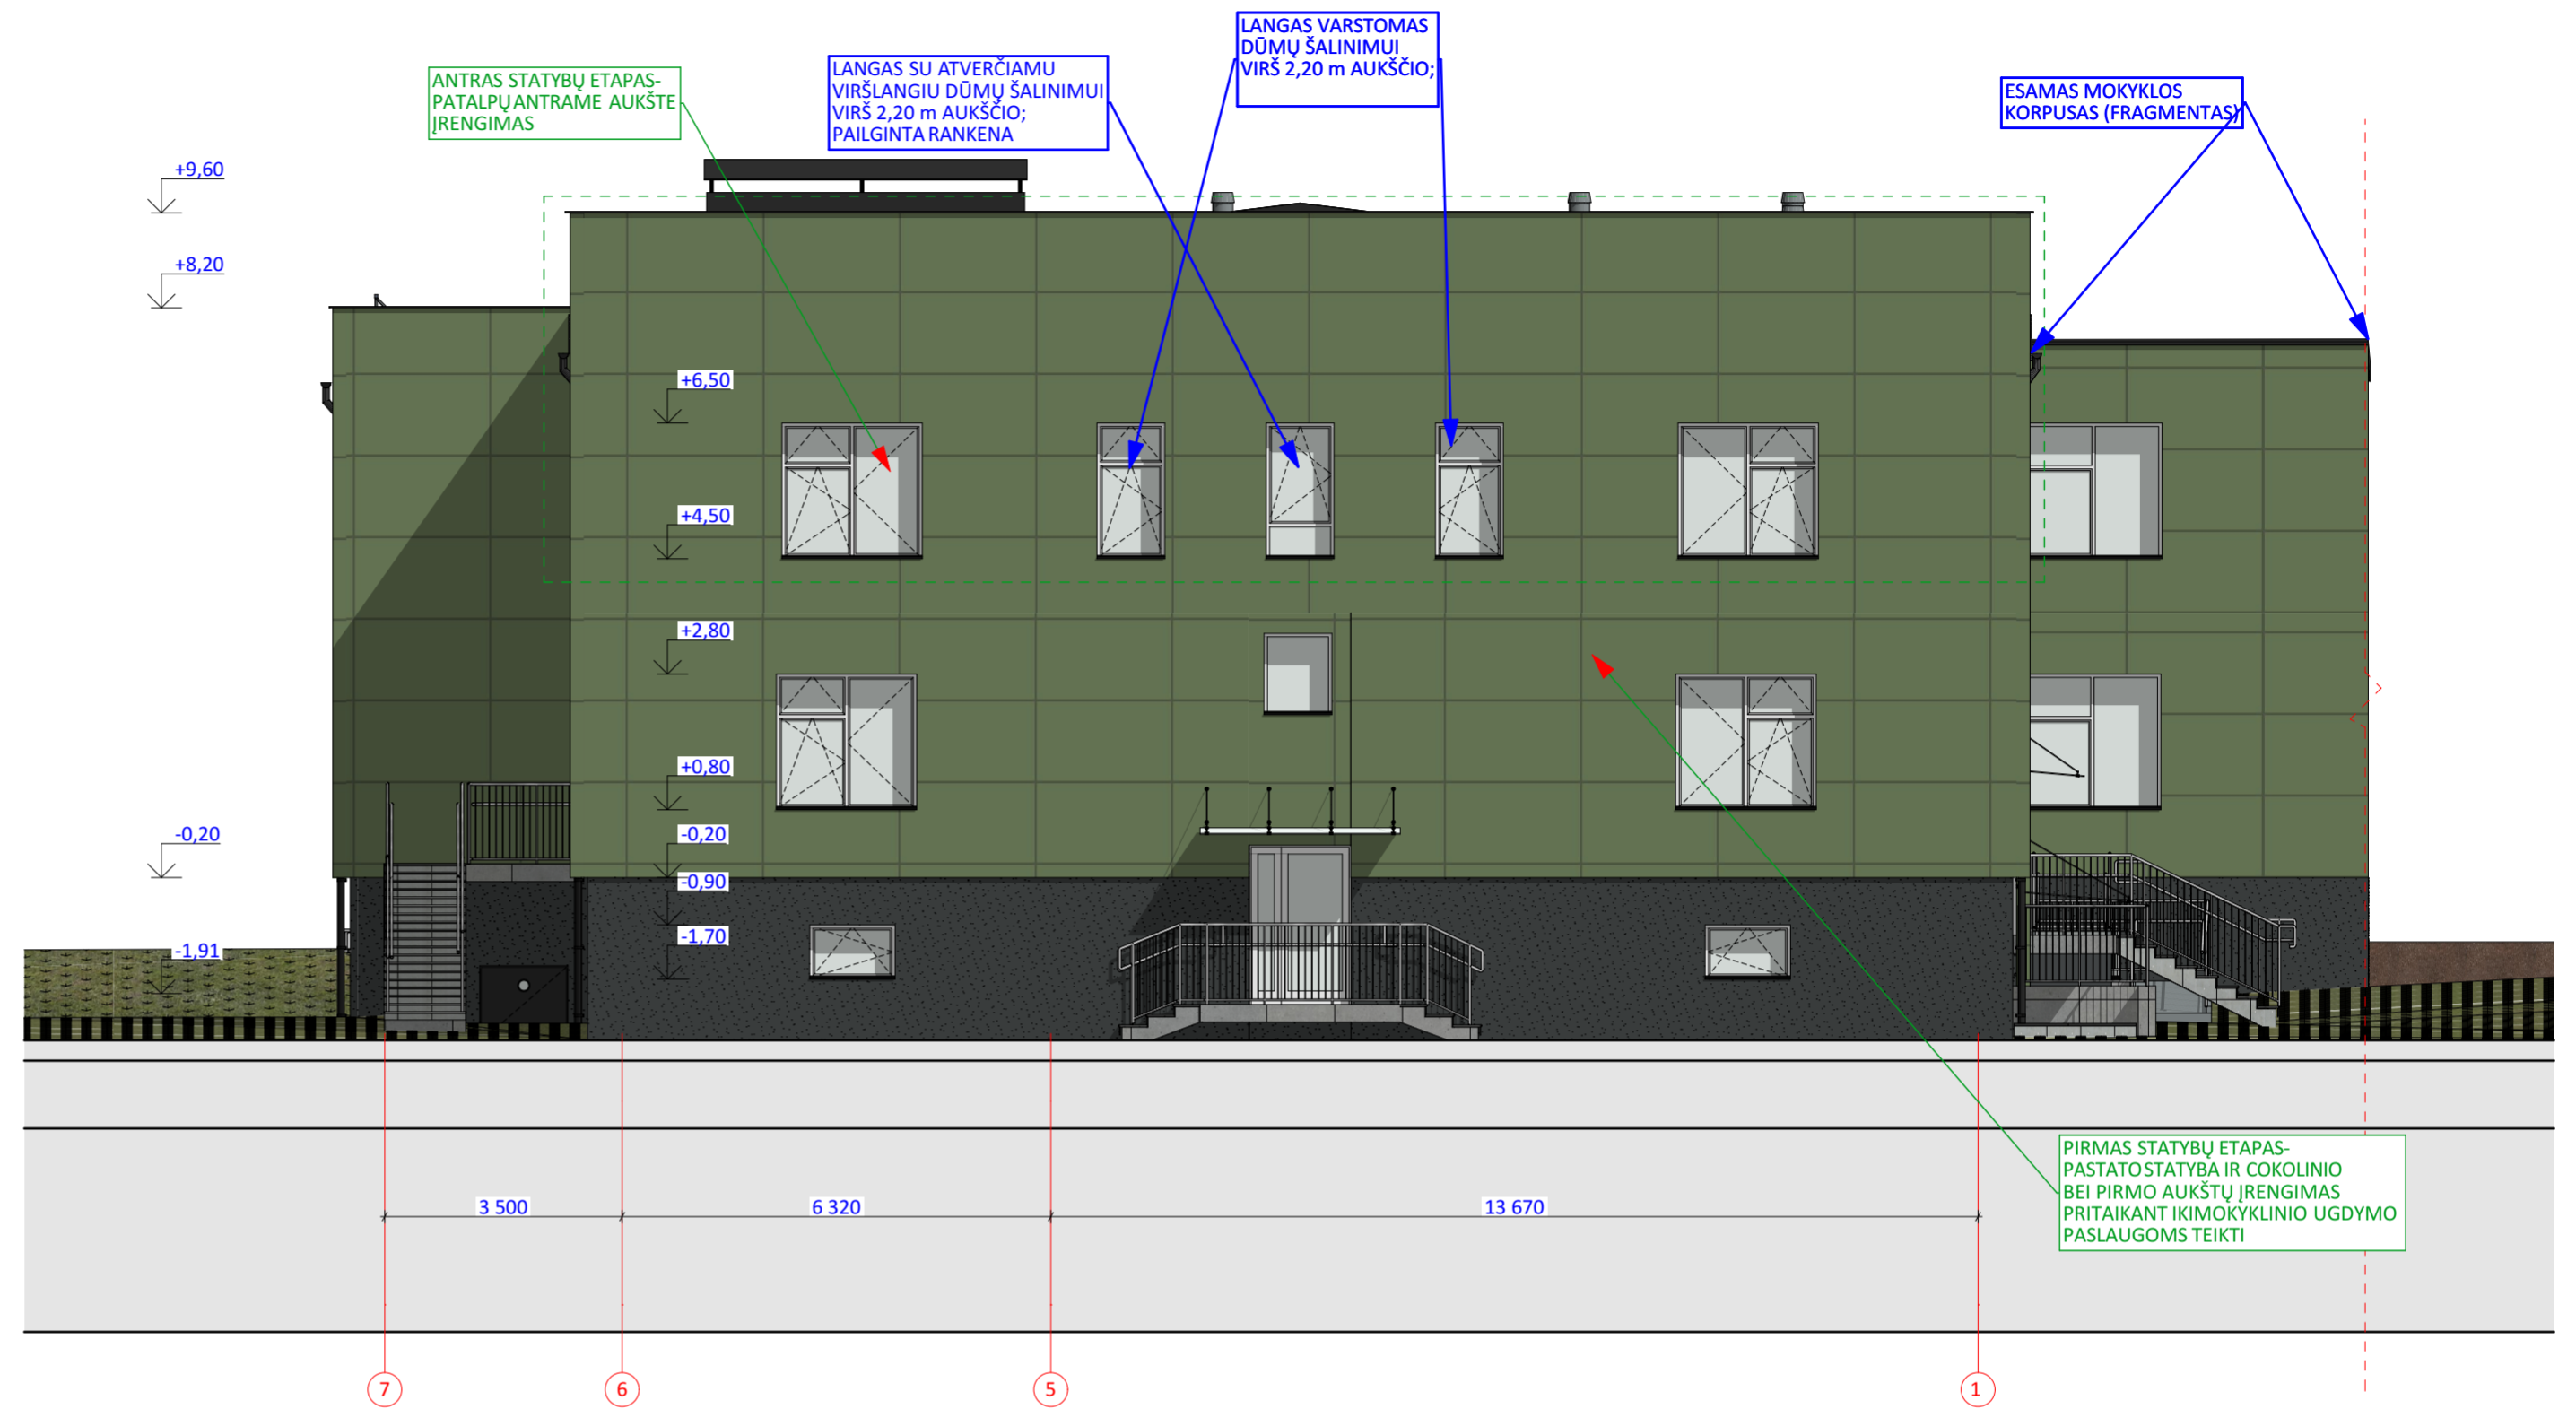 LANGAS VARSTOMAS
DŪMŲ ŠALINIMUI
VIRŠ 2,20 m AUKŠČIO;
LANGAS SU ATVERČIAMU
VIRŠLANGIU DŪMŲ ŠALINIMUI
VIRŠ 2,20 m AUKŠČIO;
PAILGINTA RANKENA
ANTRAS STATYBŲ ETAPAS-
PATALPŲ ANTRAME AUKŠTE
ĮRENGIMAS
ESAMAS MOKYKLOS
KORPUSAS (FRAGMENTAS)
+9,60
+8,20
+6,50
+4,50
+2,80
+0,80
-0,20
-0,20
-0,90
-1,70
-1,91
PIRMAS STATYBŲ ETAPAS-
PASTATO STATYBA IR COKOLINIO
BEI PIRMO AUKŠTŲ ĮRENGIMAS
PRITAIKANT IKIMOKYKLINIO UGDYMO
PASLAUGOMS TEIKTI
3 500
6 320
13 670
7
6
5
1